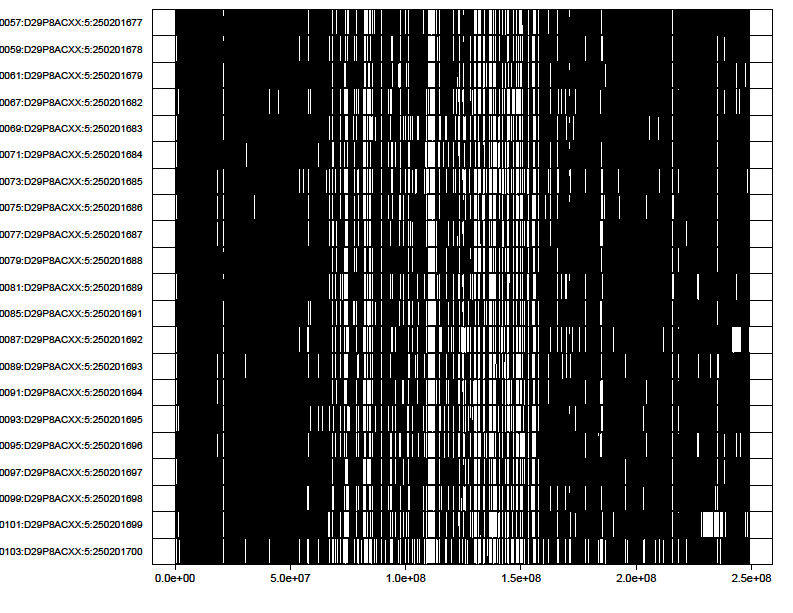 0057:D29P8ACXX:5:250201677
0059:D29P8ACXX:5:250201678
0061:D29P8ACXX:5:250201679
0067:D29P8ACXX:5:250201682
0069:D29P8ACXX:5:250201683
0071:D29P8ACXX:5:250201684
0073:D29P8ACXX:5:250201685
0075:D29P8ACXX:5:250201686
0077:D29P8ACXX:5:250201687
0079:D29P8ACXX:5:250201688
0081:D29P8ACXX:5:250201689
0085:D29P8ACXX:5:250201691
0087:D29P8ACXX:5:250201692
0089:D29P8ACXX:5:250201693
0091:D29P8ACXX:5:250201694
0093:D29P8ACXX:5:250201695
0095:D29P8ACXX:5:250201696
0097:D29P8ACXX:5:250201697
0099:D29P8ACXX:5:250201698
0101:D29P8ACXX:5:250201699
0103:D29P8ACXX:5:250201700
0.0e+00 5.0e+07 1.0e+08 1.5e+08 2.0e+08 2.5e+08